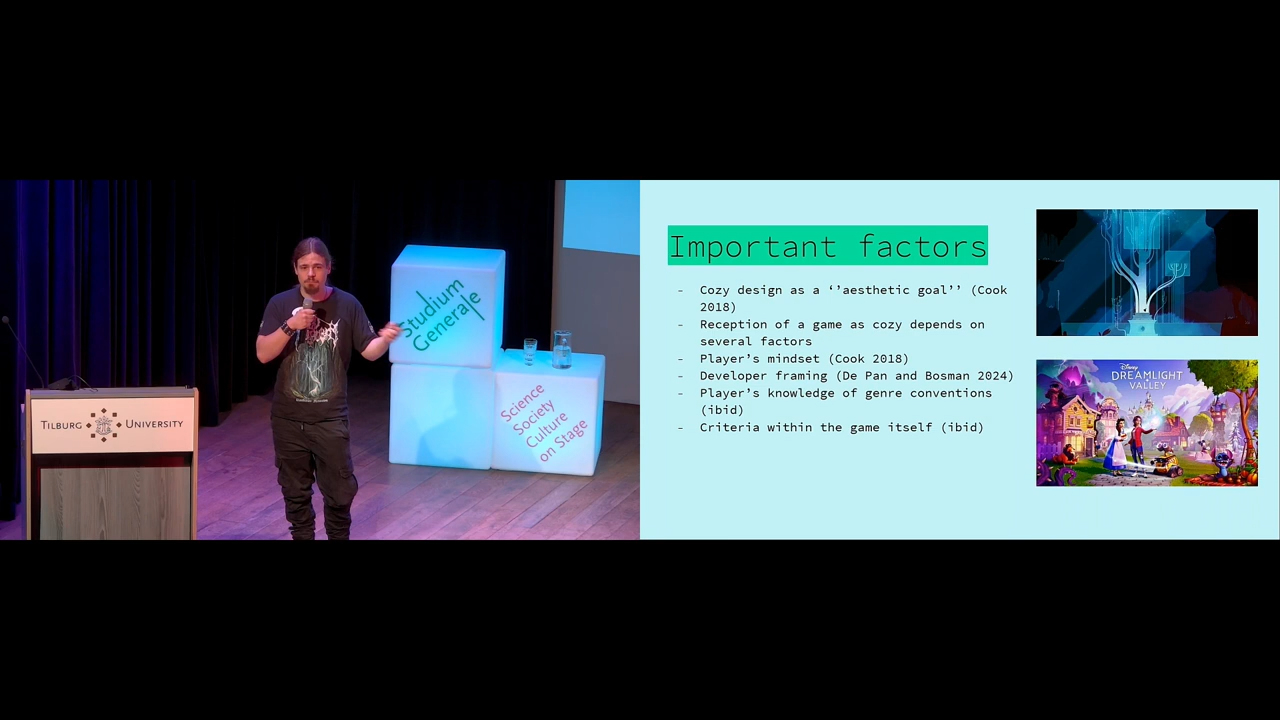 Studium
Generale
Science
Society
Culture
on Stage
TILBURG UNIVERSITY
Important factors
- Cozy design as a ‘’aesthetic goal’’ (Cook
2018)
- Reception of a game as cozy depends on
several factors
- Player’s mindset (Cook 2018)
- Developer framing (De Pan and Bosman 2024)
- Player’s knowledge of genre conventions
(ibid)
- Criteria within the game itself (ibid)
Disney
DREAMLIGHT
VALLEY